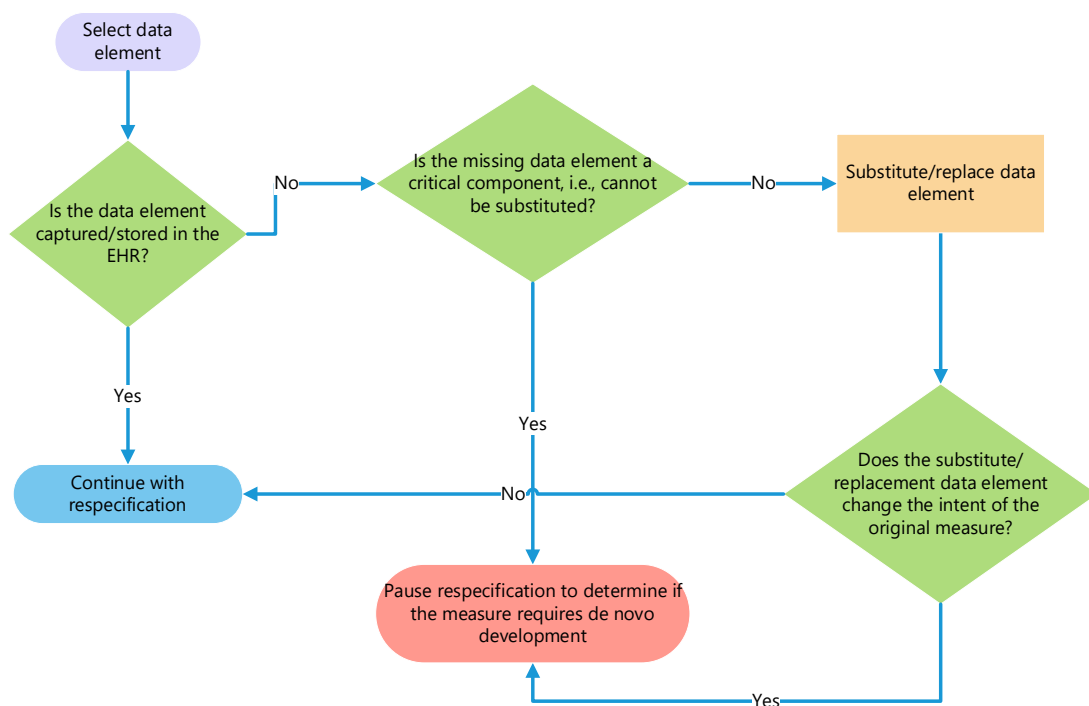 Select data
element
Is the data element
captured/stored in the
EHR?
No
Is the missing data element a
critical component, i.e., cannot
be substituted?
No
Substitute/replace data
element
Yes
Yes
Continue with
respecification
No
Does the substitute/
replacement data element
change the intent of the
original measure?
Pause respecification to determine if
the measure requires de novo
development
Yes